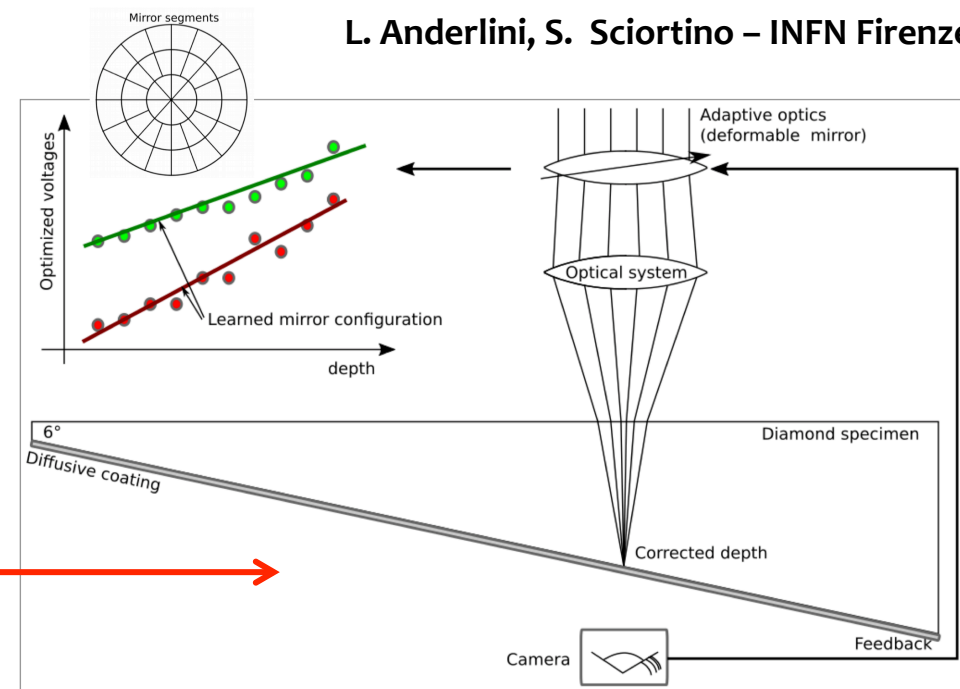 Mirror segments
L. Anderlini, S. Sciortino – INFN Firenze
Adaptive optics
(deformable mirror)
Optimized voltages
Optical system
Learned mirror configuration
depth
6°
Diamond specimen
Diffusive coating
Corrected depth
Feedback
Camera